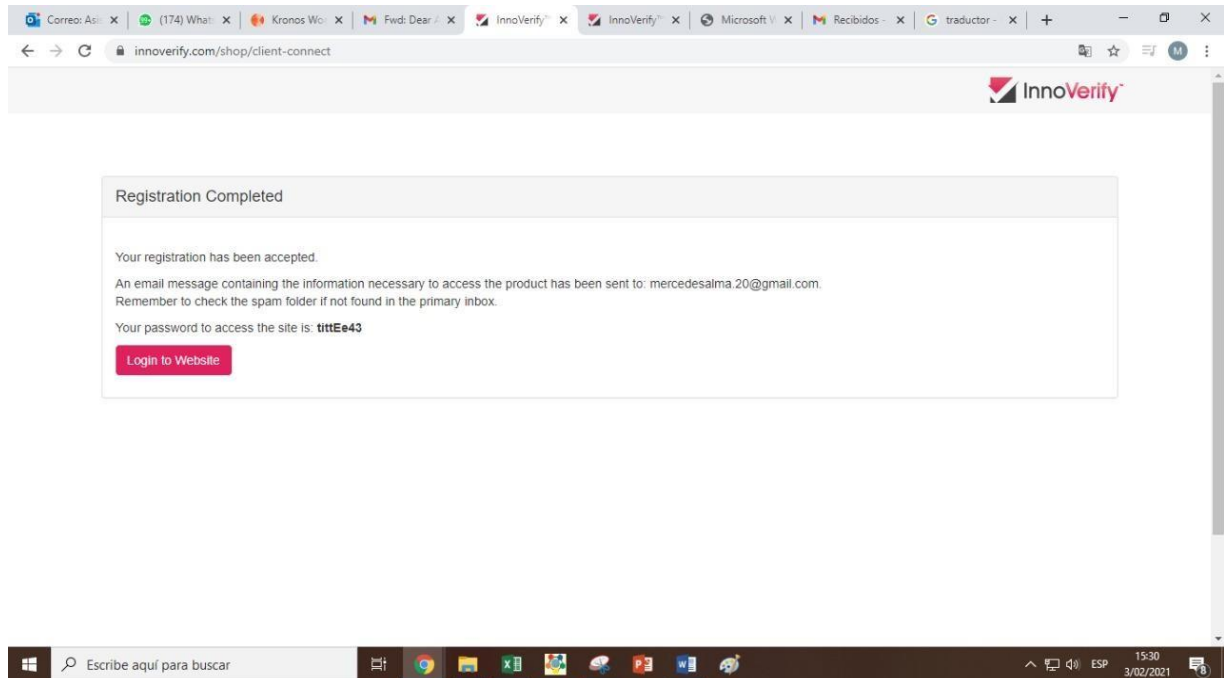 Correo: Asi
(174) What
Kronos Wo
Fwd: Dear
InnoVerify
InnoVerify
Microsoft
Recibidos -
traductor -
innoverify.com/shop/client-connect
M
InnoVerify
Registration Completed
Your registration has been accepted.
An email message containing the information necessary to access the product has been sent to: mercedesalma.20@gmail.com.
Remember to check the spam folder if not found in the primary inbox.
Your password to access the site is: tittEe43
Login to Website
Escribe aquí para buscar
ESP
15:30
3/02/2021
8